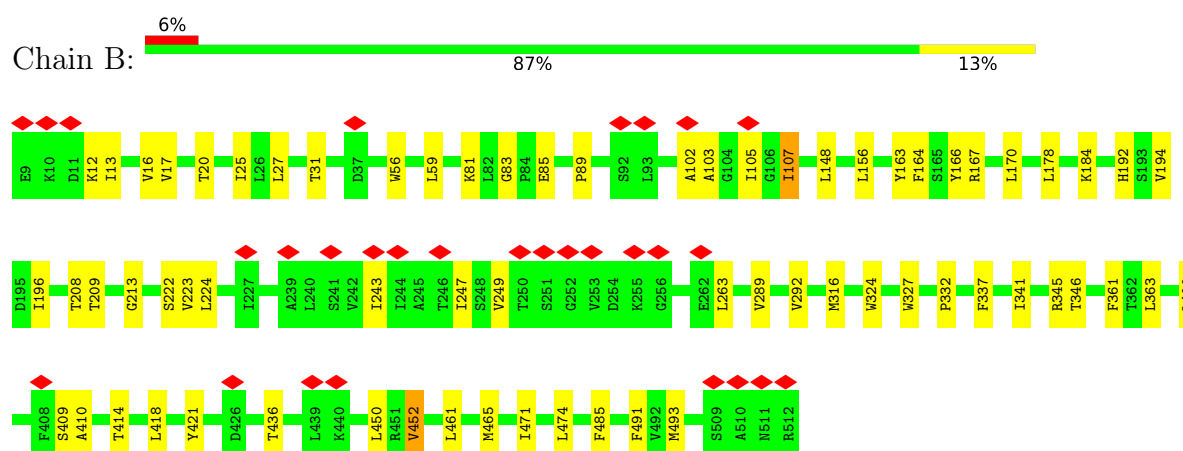 6%
Chain B:
87% 13%
E9 K10 D11 K12 I13 V16 V17 T20 I25 L26 L27 T31 D37 W56 L59 K81 L82 G83 P84 E85 P89 S92 L93 A102 A103 G104 I105 G106 I107 L148 L156 Y163 F164 S165 Y166 R167 L170 L178 K184 H192 S193 V194
D195 I196 T208 T209 G213 S222 V223 L224 I227 A239 L240 S241 V242 I243 I244 A245 T246 I247 S248 V249 T250 S251 G252 V253 D254 K255 G256 E262 L263 V289 V292 M316 W324 W327 P332 F337 I341 R345 T346 F361 T362 L363
F408 S409 A410 T414 L418 Y421 D426 T436 L439 K440 L450 R451 V452 L461 M465 I471 L474 F485 F491 V492 M493 S509 A510 N511 R512